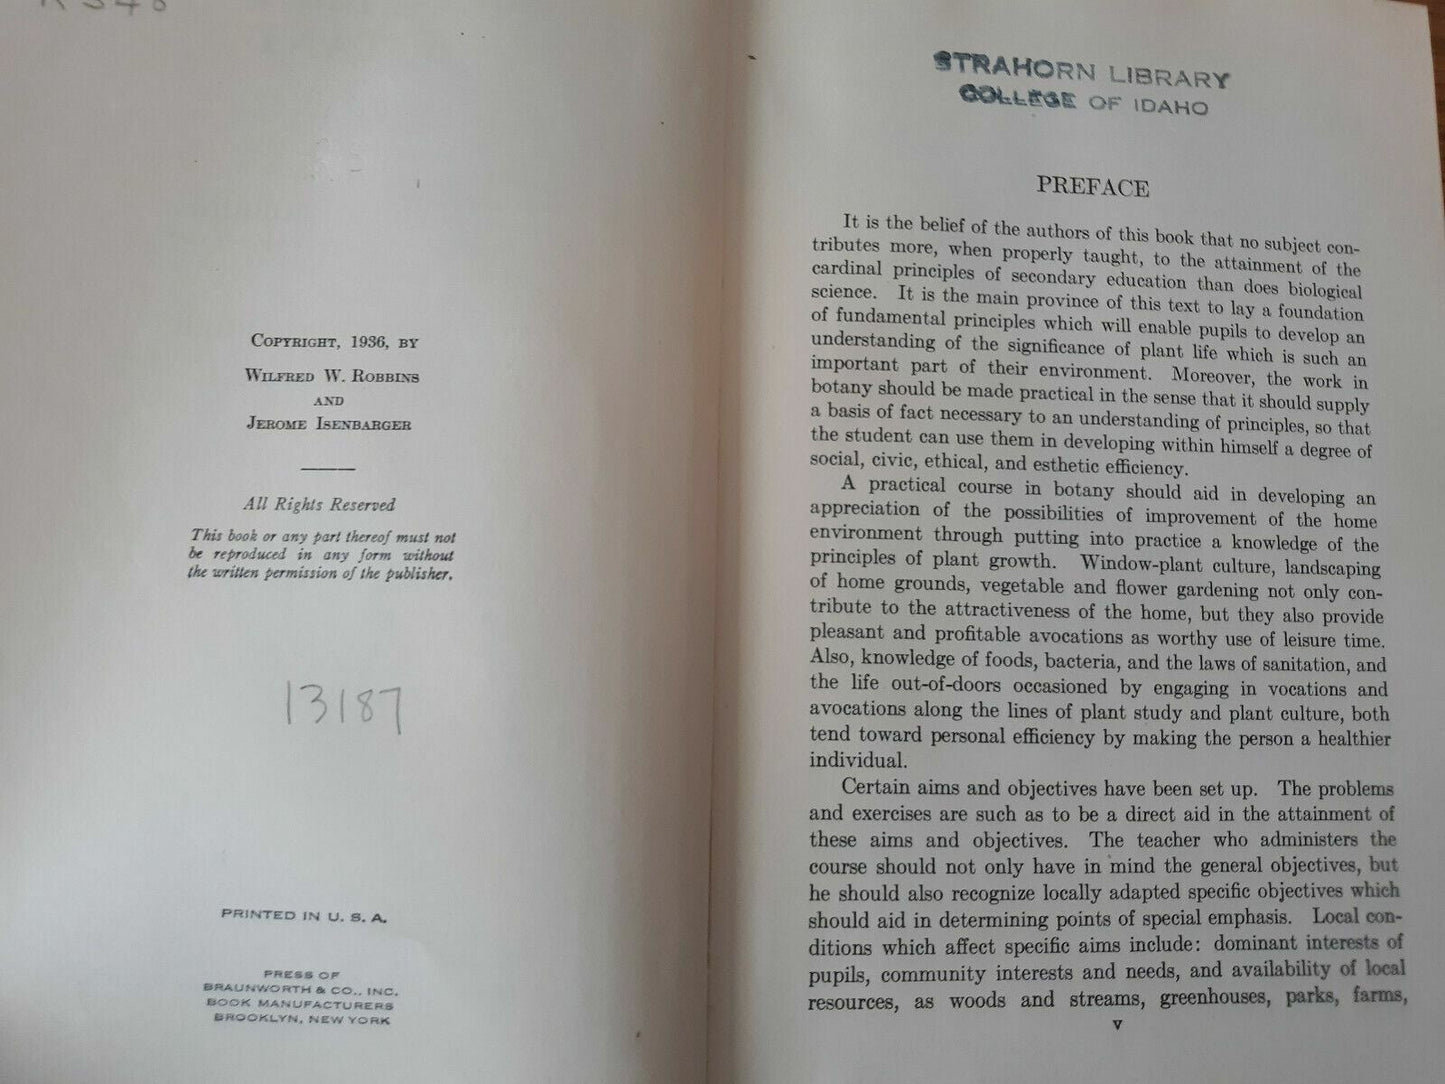 COPYRIGHT, 1936, BY
WILFRED W. ROBBINS
AND
JEROME ISENBARGER
All Rights Reserved
This book or any part thereof must not
be reproduced in any form without
the written permission of the publisher.
13187
PRINTED IN U. S. A.
PRESS OF
BRAUNWORTH & CO., INC.
BOOK MANUFACTURERS
BROOKLYN, NEW YORK
STRAHORN LIBRARY
COLLEGE OF IDAHO
PREFACE
It is the belief of the authors of this book that no subject con-
tributes more, when properly taught, to the attainment of the
cardinal principles of secondary education than does biological
science. It is the main province of this text to lay a foundation
of fundamental principles which will enable pupils to develop an
understanding of the significance of plant life which is such an
important part of their environment. Moreover, the work in
botany should be made practical in the sense that it should supply
a basis of fact necessary to an understanding of principles, so that
the student can use them in developing within himself a degree of
social, civic, ethical, and esthetic efficiency.
A practical course in botany should aid in developing an
appreciation of the possibilities of improvement of the home
environment through putting into practice a knowledge of the
principles of plant growth. Window-plant culture, landscaping
of home grounds, vegetable and flower gardening not only con-
tribute to the attractiveness of the home, but they also provide
pleasant and profitable avocations as worthy use of leisure time.
Also, knowledge of foods, bacteria, and the laws of sanitation, and
the life out-of-doors occasioned by engaging in vocations and
avocations along the lines of plant study and plant culture, both
tend toward personal efficiency by making the person a healthier
individual.
Certain aims and objectives have been set up. The problems
and exercises are such as to be a direct aid in the attainment of
these aims and objectives. The teacher who administers the
course should not only have in mind the general objectives, but
he should also recognize locally adapted specific objectives which
should aid in determining points of special emphasis. Local con-
ditions which affect specific aims include: dominant interests of
pupils, community interests and needs, and availability of local
resources, as woods and streams, greenhouses, parks, farms,
v